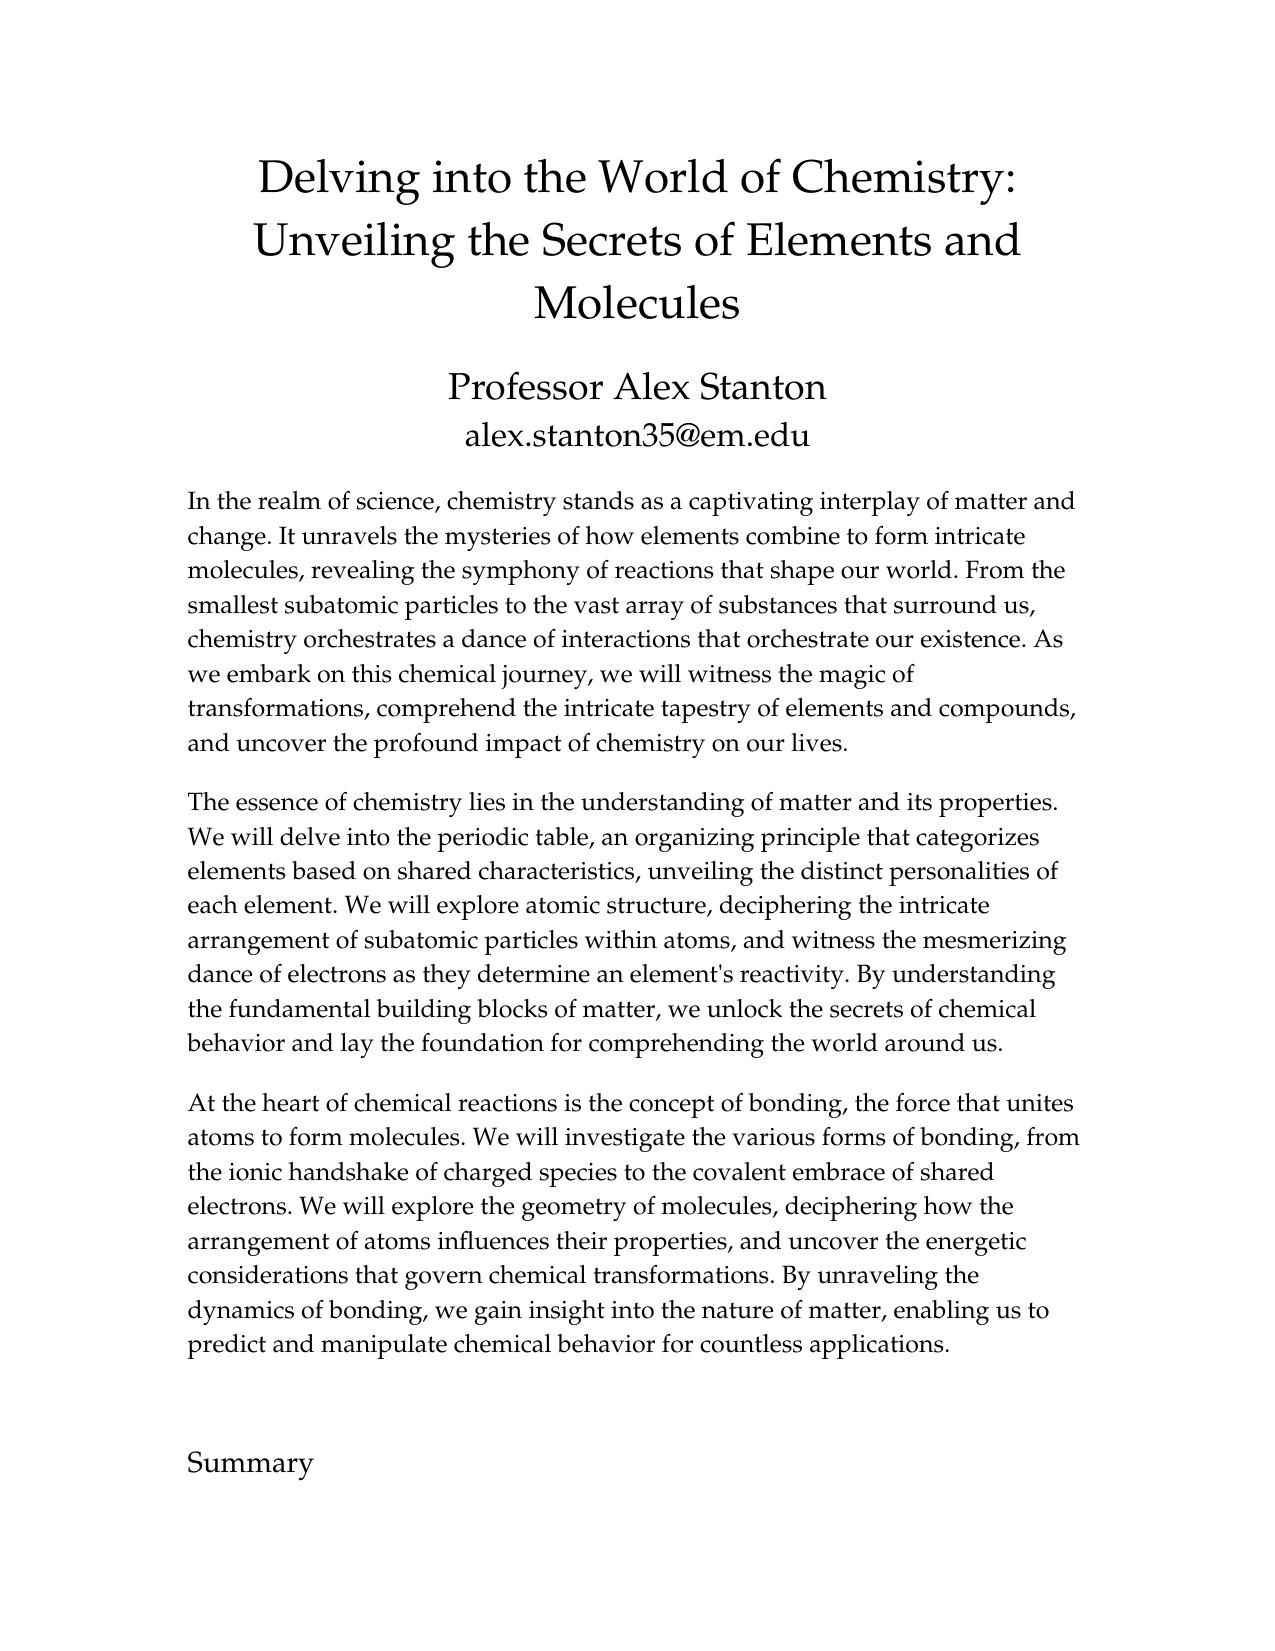 Delving into the World of Chemistry:
Unveiling the Secrets of Elements and
Molecules
Professor Alex Stanton
alex.stanton35@em.edu
In the realm of science, chemistry stands as a captivating interplay of matter and
change. It unravels the mysteries of how elements combine to form intricate
molecules, revealing the symphony of reactions that shape our world. From the
smallest subatomic particles to the vast array of substances that surround us,
chemistry orchestrates a dance of interactions that orchestrate our existence. As
we embark on this chemical journey, we will witness the magic of
transformations, comprehend the intricate tapestry of elements and compounds,
and uncover the profound impact of chemistry on our lives.
The essence of chemistry lies in the understanding of matter and its properties.
We will delve into the periodic table, an organizing principle that categorizes
elements based on shared characteristics, unveiling the distinct personalities of
each element. We will explore atomic structure, deciphering the intricate
arrangement of subatomic particles within atoms, and witness the mesmerizing
dance of electrons as they determine an element's reactivity. By understanding
the fundamental building blocks of matter, we unlock the secrets of chemical
behavior and lay the foundation for comprehending the world around us.
At the heart of chemical reactions is the concept of bonding, the force that unites
atoms to form molecules. We will investigate the various forms of bonding, from
the ionic handshake of charged species to the covalent embrace of shared
electrons. We will explore the geometry of molecules, deciphering how the
arrangement of atoms influences their properties, and uncover the energetic
considerations that govern chemical transformations. By unraveling the
dynamics of bonding, we gain insight into the nature of matter, enabling us to
predict and manipulate chemical behavior for countless applications.
Summary